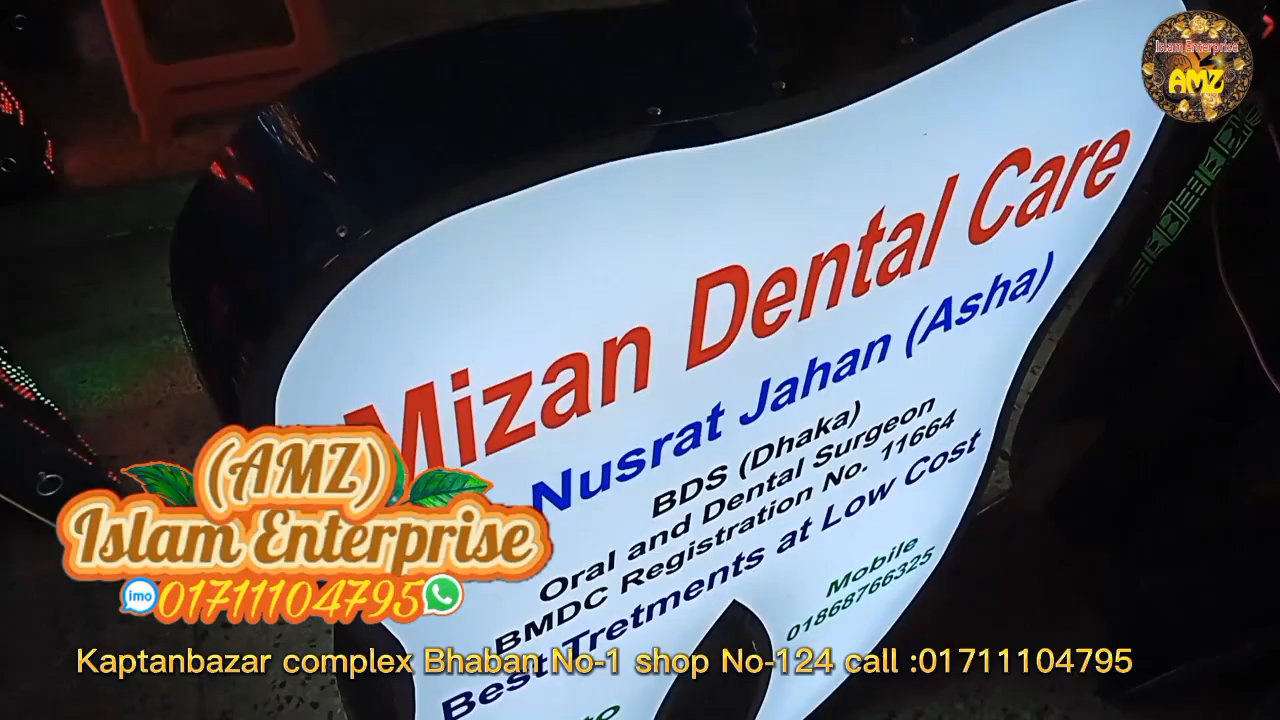 Islam Enterprise
AMZ
Mizan Dental Care
Nusrat Jahan (Asha)
BDS (Dhaka)
Oral and Dental Surgeon
BMDC Registration No. 11664
Best Tretments at Low Cost
Mobile
01868766325
(AMZ)
Islam Enterprise
imo 01711104795
Kaptanbazar complex Bhaban No-1 shop No-124 call :01711104795